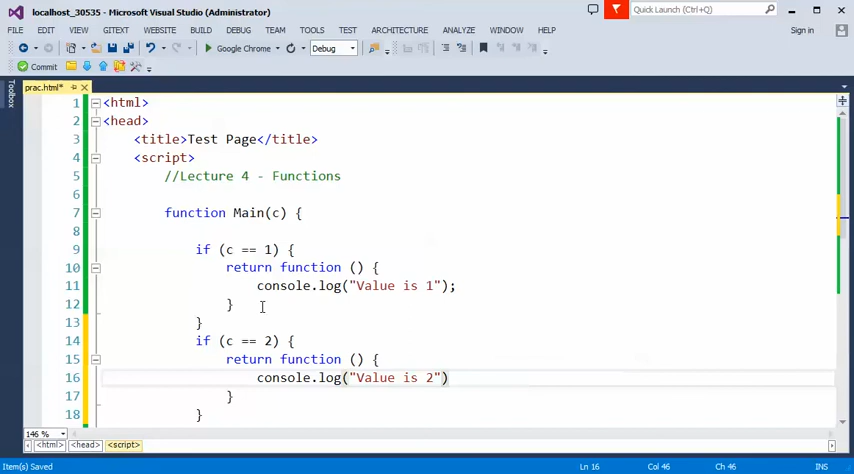 localhost_30535 - Microsoft Visual Studio (Administrator)
Quick Launch (Ctrl+Q)
FILE EDIT VIEW GITEXT WEBSITE BUILD DEBUG TEAM TOOLS TEST ARCHITECTURE ANALYZE WINDOW HELP Sign in
Google Chrome Debug
Commit
Toolbox
prac.html*
1 <html>
2 <head>
3 <title>Test Page</title>
4 <script>
5 //Lecture 4 - Functions
6
7 function Main(c) {
8
9 if (c == 1) {
10 return function () {
11 console.log("Value is 1");
12 }
13 }
14 if (c == 2) {
15 return function () {
16 console.log("Value is 2")
17 }
18 }
146 %
<html> <head> <script>
Item(s) Saved Ln 16 Col 46 Ch 46 INS